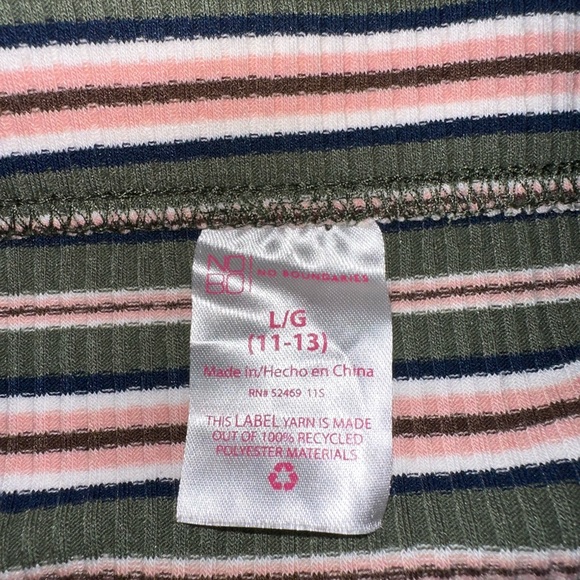 NO
BO
NO BOUNDARIES
L/G
(11-13)
Made in/Hecho en China
RN# 52469 11S
THIS LABEL YARN IS MADE
OUT OF 100% RECYCLED
POLYESTER MATERIALS